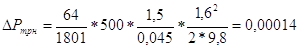 ΔP_трн = 64/1801 * 500 * 1,5/0,045 * 1,6²/(2*9,8) = 0,00014